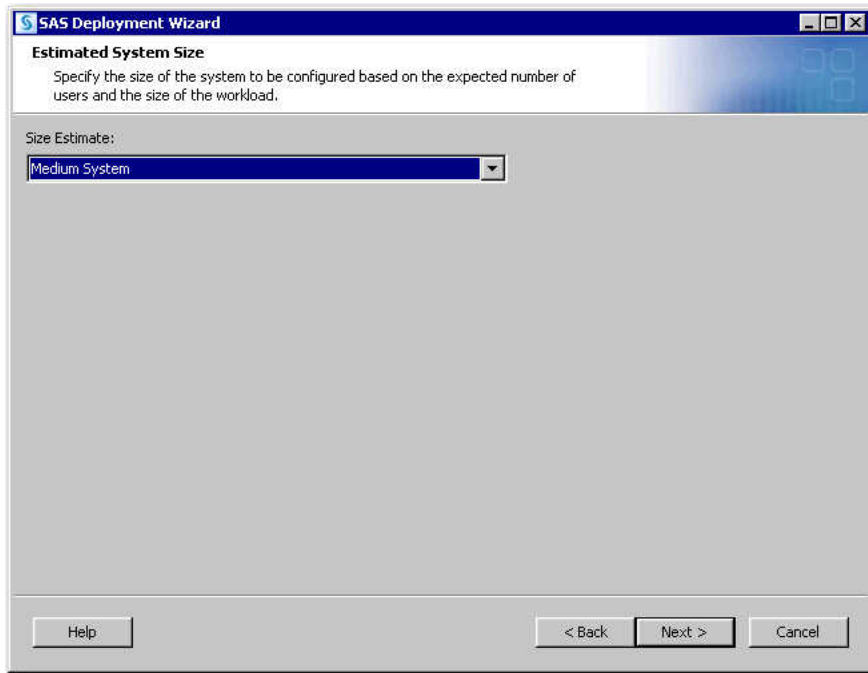 SAS Deployment Wizard
Estimated System Size
Specify the size of the system to be configured based on the expected number of
users and the size of the workload.
Size Estimate:
Medium System
Help
< Back
Next >
Cancel